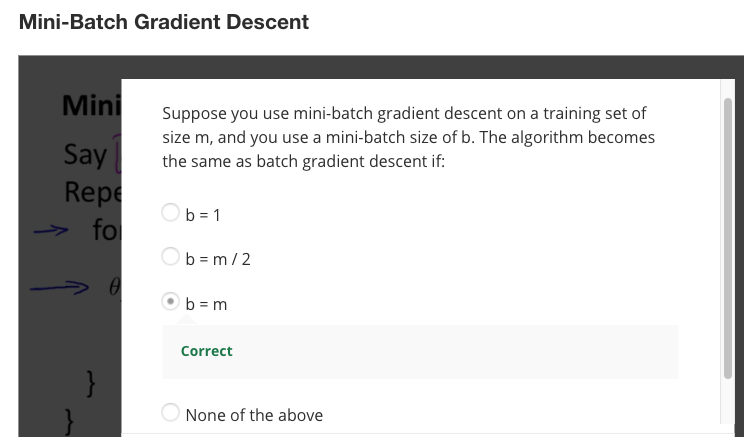 Mini-Batch Gradient Descent
Mini
Say
Repe
for
θ
}
}
Suppose you use mini-batch gradient descent on a training set of
size m, and you use a mini-batch size of b. The algorithm becomes
the same as batch gradient descent if:
b = 1
b = m / 2
b = m
Correct
None of the above